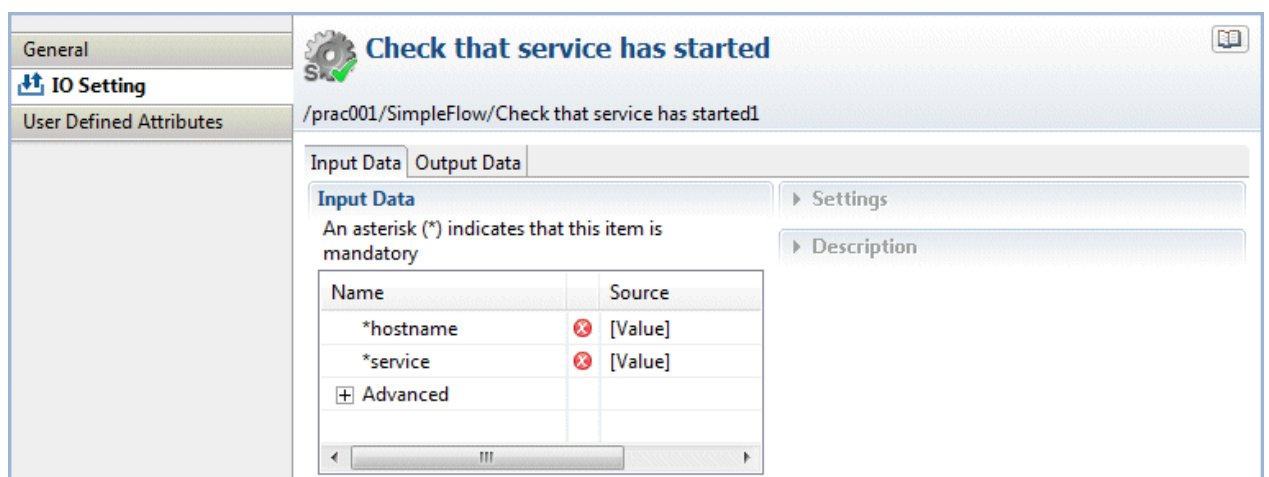 General
IO Setting
User Defined Attributes
S
Check that service has started
/prac001/SimpleFlow/Check that service has started1
Input Data Output Data
Input Data
An asterisk (*) indicates that this item is
mandatory
Name Source
*hostname [Value]
*service [Value]
Advanced
Settings
Description